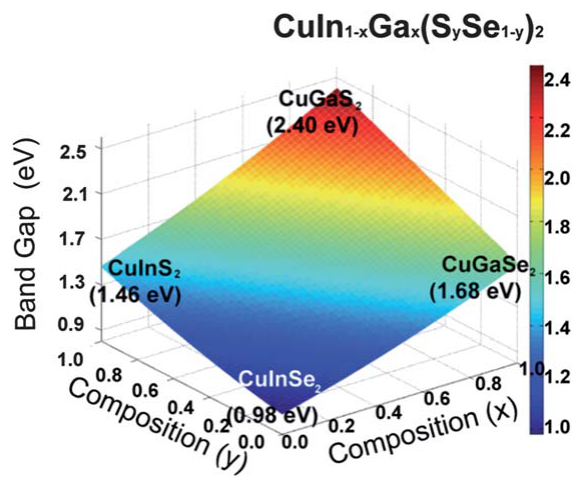 CuIn₁₋ₓGaₓ(SᵧSe₁₋ᵧ)₂
CuGaS₂
(2.40 eV)
CuInS₂
(1.46 eV)
CuGaSe₂
(1.68 eV)
CuInSe₂
(0.98 eV)
Band Gap (eV)
2.5
2.1
1.7
1.3
0.9
Composition (y)
1.0
0.8
0.6
0.4
0.2
0.0
Composition (x)
0.0
0.2
0.4
0.6
0.8
1.0
2.4
2.2
2.0
1.8
1.6
1.4
1.2
1.0